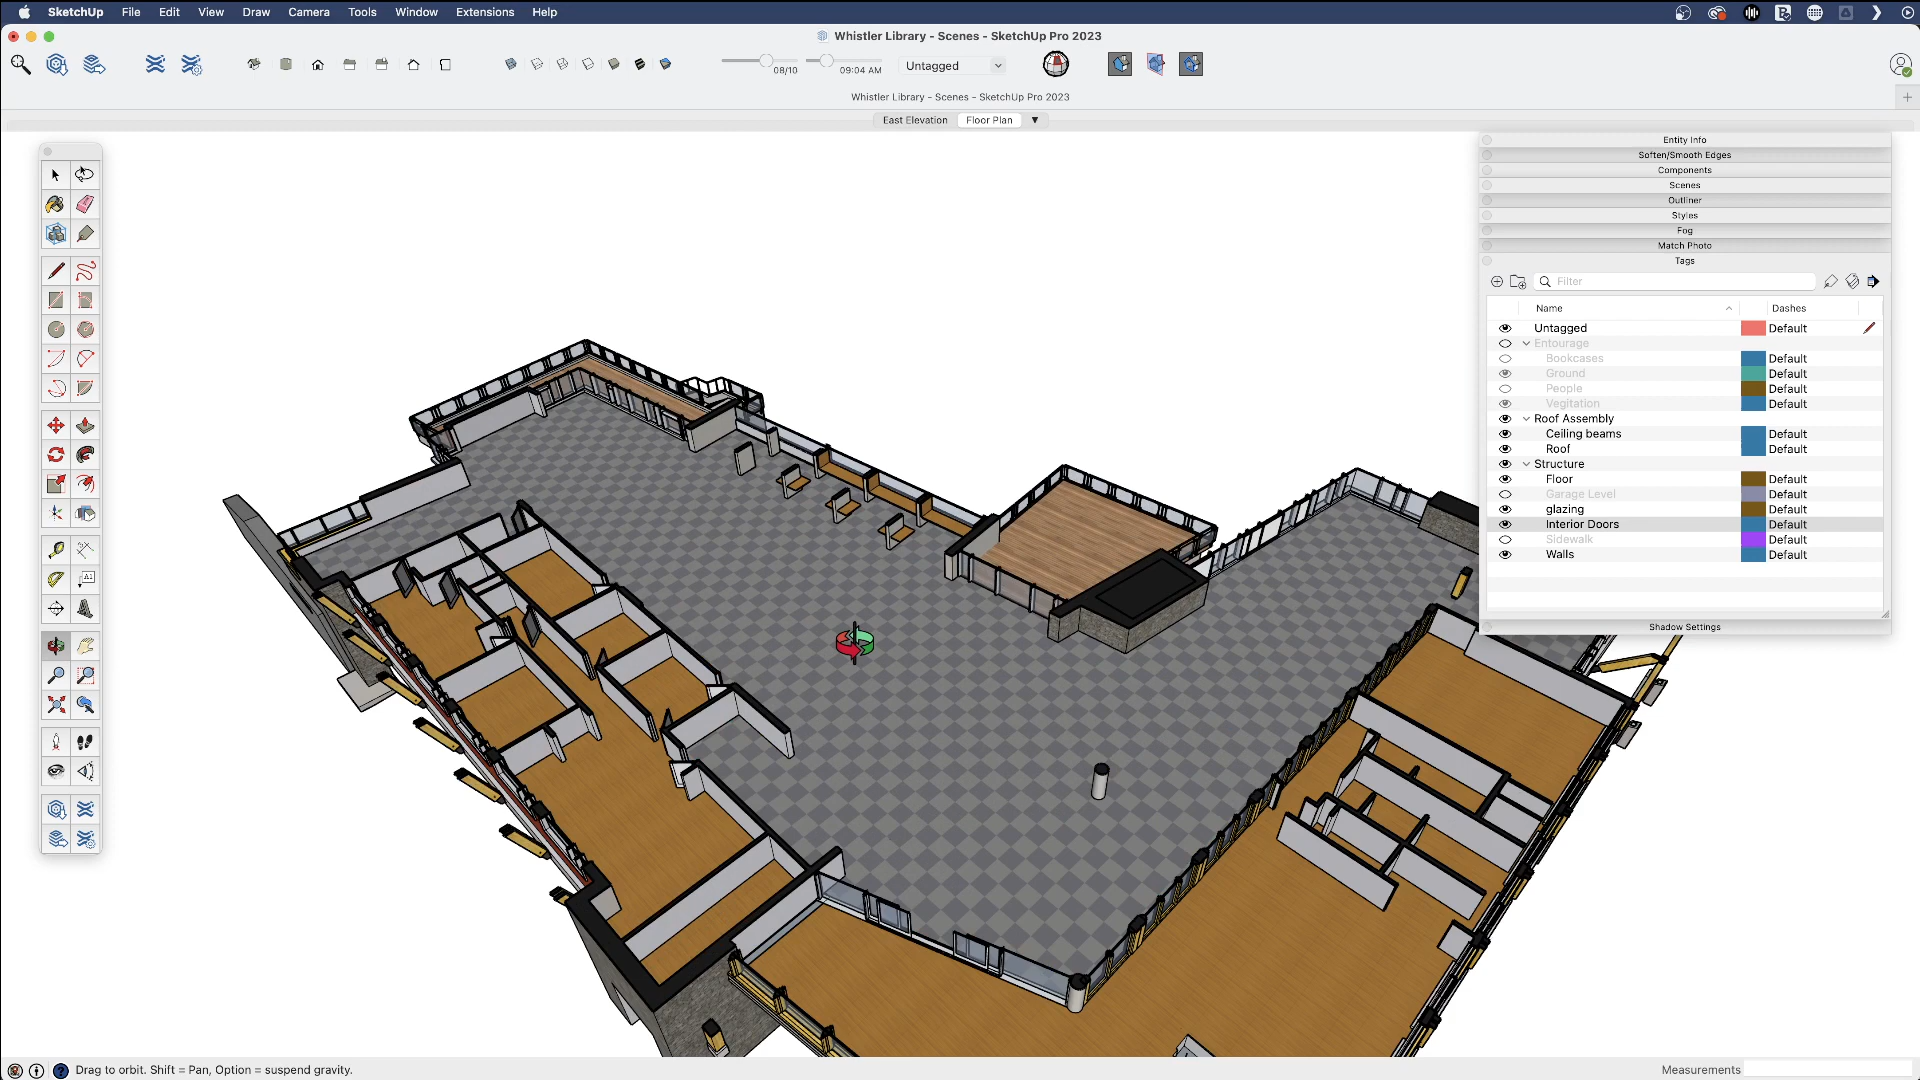 SketchUp File Edit View Draw Camera Tools Window Extensions Help
Whistler Library - Scenes - SketchUp Pro 2023
08/10
09:04 AM
Untagged
Whistler Library - Scenes - SketchUp Pro 2023
East Elevation Floor Plan
Entity Info
Soften/Smooth Edges
Components
Scenes
Outliner
Styles
Fog
Match Photo
Tags
Filter
Name Dashes
Untagged Default
Entourage
Bookcases Default
Ground Default
People Default
Vegitation Default
Roof Assembly
Ceiling beams Default
Roof Default
Structure
Floor Default
Garage Level Default
glazing Default
Interior Doors Default
Sidewalk Default
Walls Default
Shadow Settings
Drag to orbit. Shift = Pan, Option = suspend gravity.
Measurements